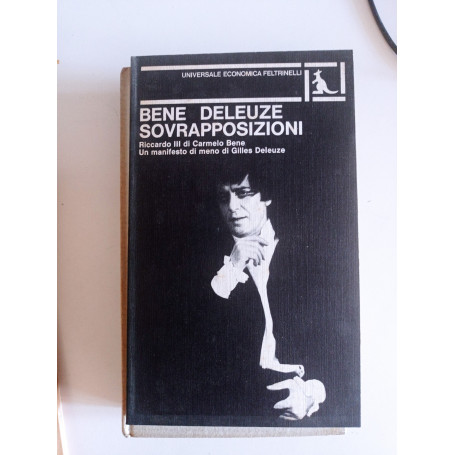 UNIVERSALE ECONOMICA FELTRINELLI
BENE DELEUZE
SOVRAPPOSIZIONI
Riccardo III di Carmelo Bene
Un manifesto di meno di Gilles Deleuze